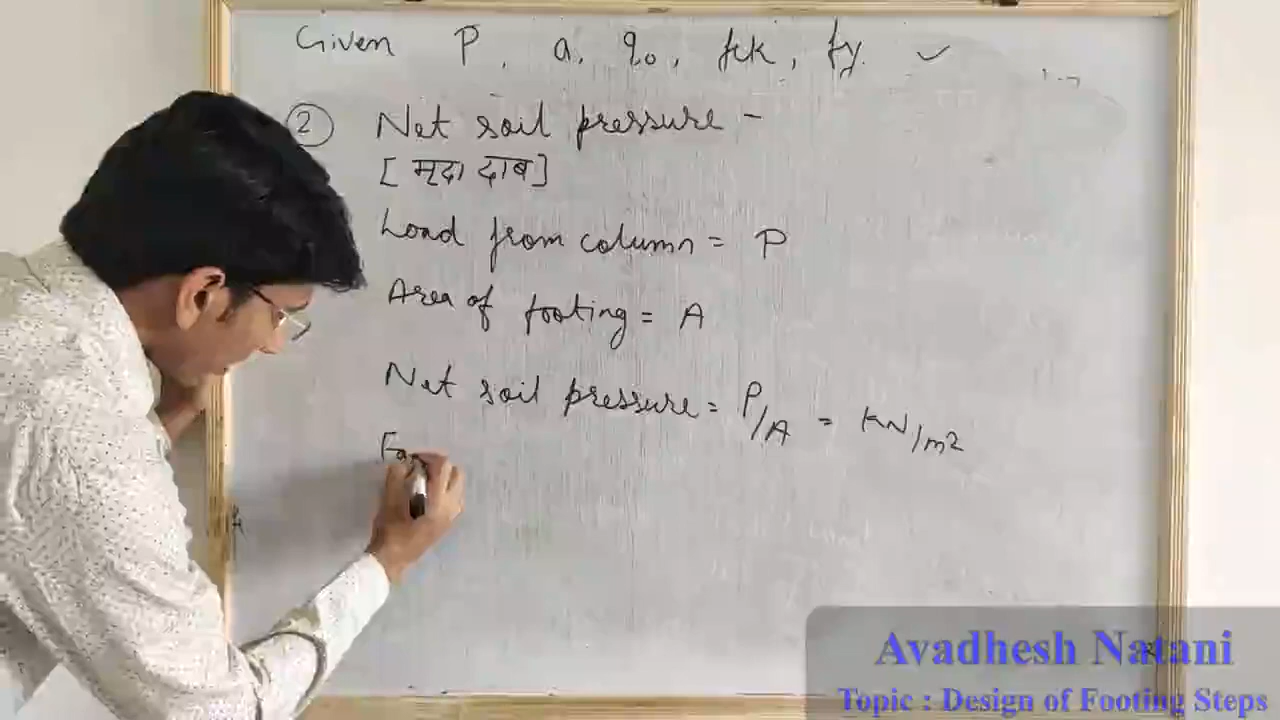 Given P, a, q0, fck, fy. ✓
2 Net soil pressure -
[ मृदा दाब ]
Load from column = P
Area of footing = A
Net soil pressure = P/A = KN/m2
Fa
Avadhesh Natani
Topic : Design of Footing Steps